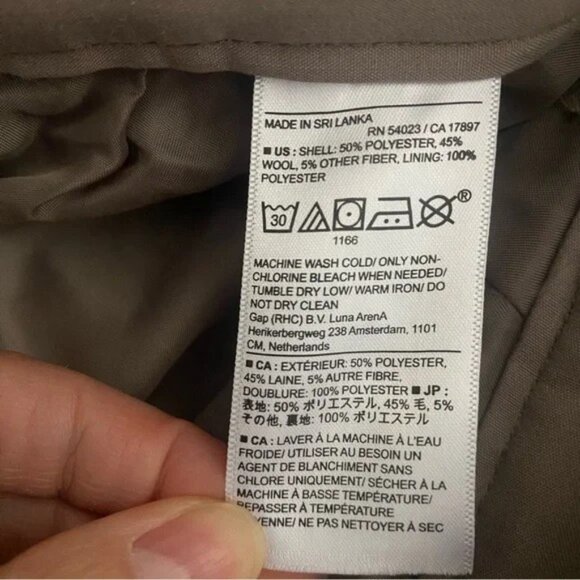 MADE IN SRI LANKA
RN 54023 / CA 17897
■ US : SHELL: 50% POLYESTER, 45%
WOOL, 5% OTHER FIBER, LINING: 100%
POLYESTER
30 ®
1166
MACHINE WASH COLD/ ONLY NON-
CHLORINE BLEACH WHEN NEEDED/
TUMBLE DRY LOW/ WARM IRON/ DO
NOT DRY CLEAN
Gap (RHC) B.V. Luna ArenA
Herikerbergweg 238 Amsterdam, 1101
CM, Netherlands
■ CA : EXTÉRIEUR: 50% POLYESTER,
45% LAINE, 5% AUTRE FIBRE,
DOUBLURE: 100% POLYESTER ■ JP :
表地: 50% ポリエステル, 45% 毛, 5%
その他, 裏地: 100% ポリエステル
■ CA : LAVER À LA MACHINE À L'EAU
FROIDE/ UTILISER AU BESOIN UN
AGENT DE BLANCHIMENT SANS
CHLORE UNIQUEMENT/ SÉCHER À LA
MACHINE À BASSE TEMPÉRATURE/
REPASSER À TEMPÉRATURE
YENNE/ NE PAS NETTOYER À SEC